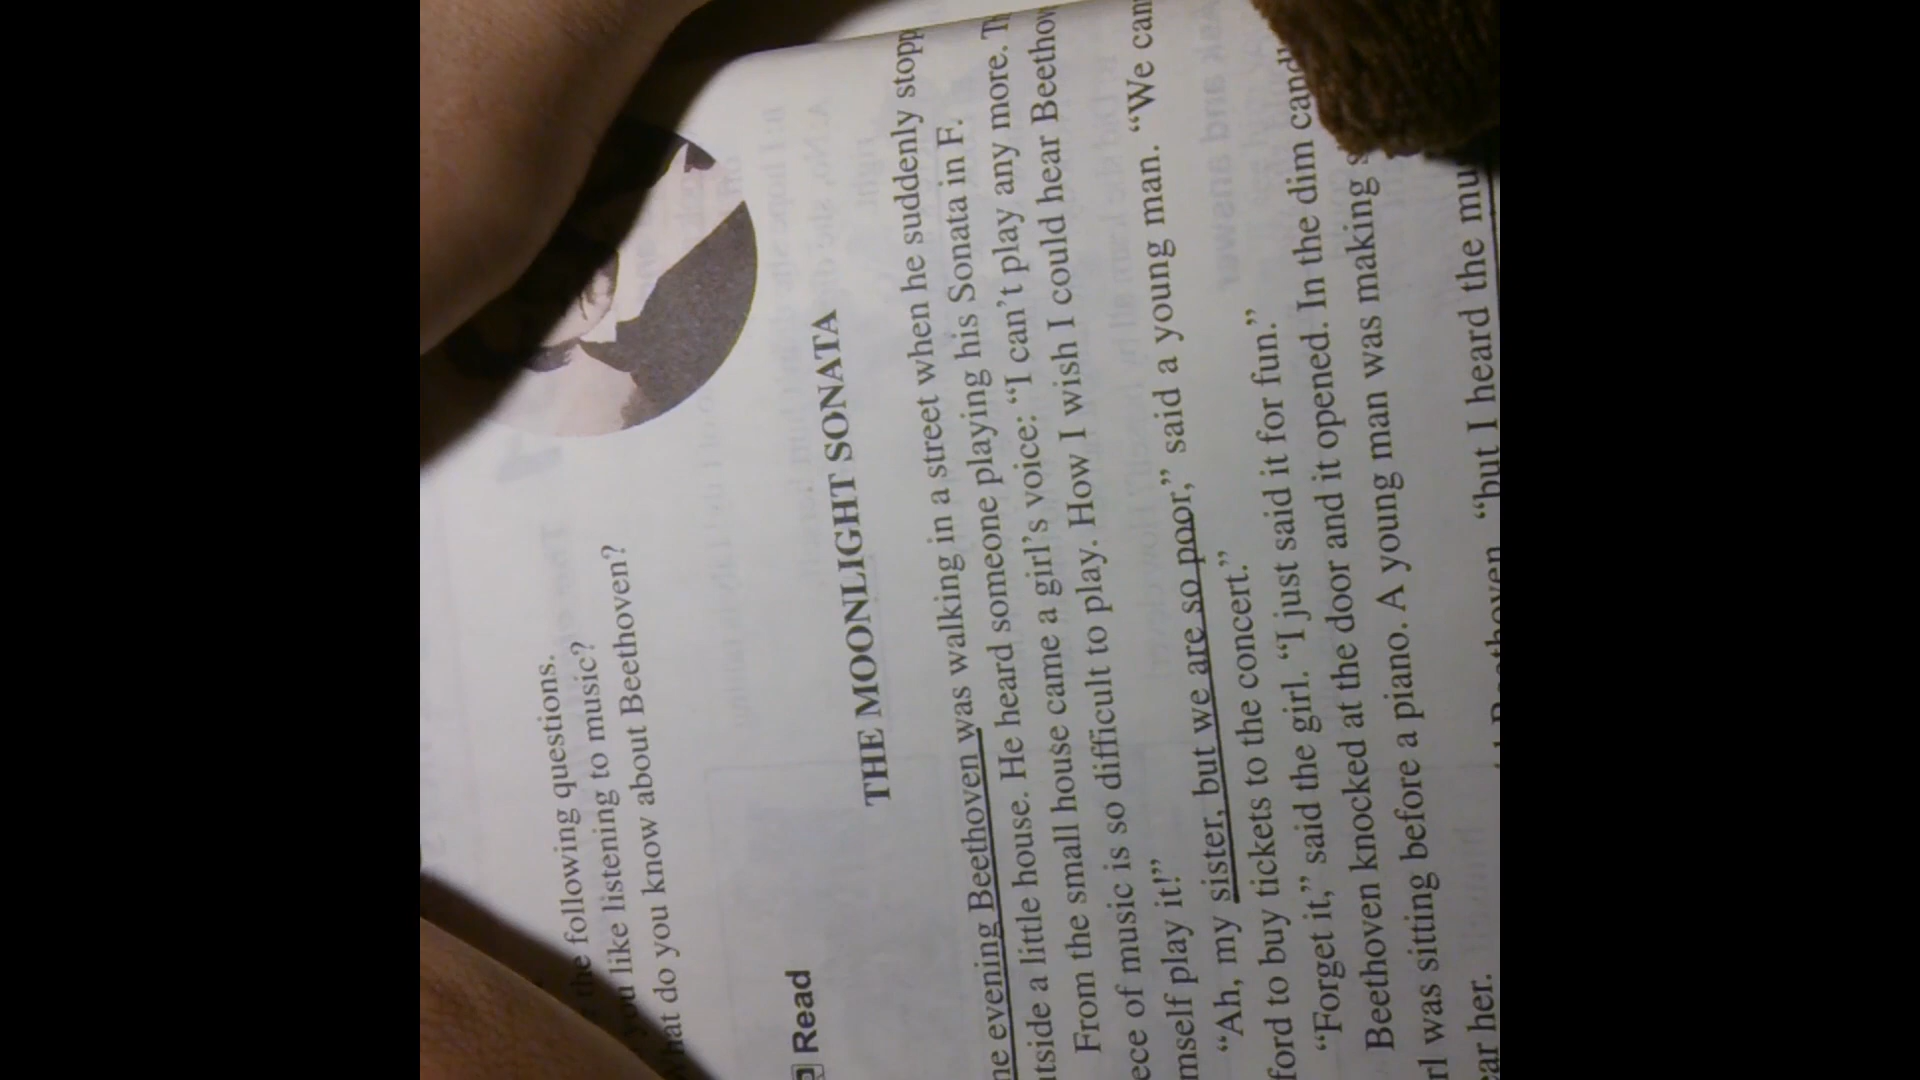 the following questions.
you like listening to music?
what do you know about Beethoven?
Read
THE MOONLIGHT SONATA
ne evening Beethoven was walking in a street when he suddenly stopp
tside a little house. He heard someone playing his Sonata in F.
From the small house came a girl's voice: "I can't play any more. Th
ece of music is so difficult to play. How I wish I could hear Beethov
mself play it!"
"Ah, my sister, but we are so poor," said a young man. "We can
ford to buy tickets to the concert."
"Forget it," said the girl. "I just said it for fun."
Beethoven knocked at the door and it opened. In the dim cand
rl was sitting before a piano. A young man was making s
ear her.
Beethoven, "but I heard the mu